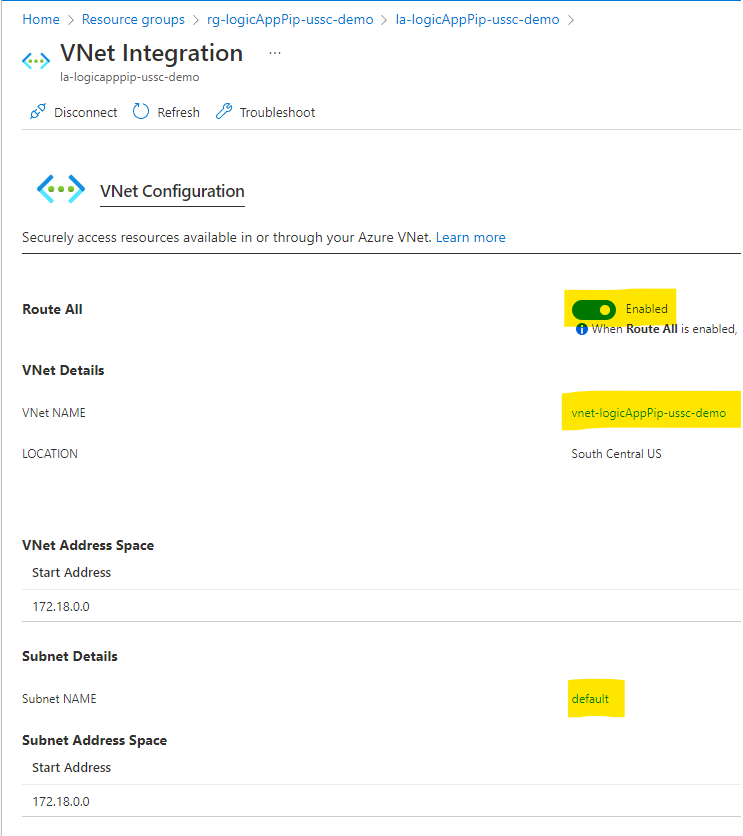 Home > Resource groups > rg-logicAppPip-ussc-demo > la-logicAppPip-ussc-demo >
VNet Integration ...
la-logicapppip-ussc-demo
Disconnect Refresh Troubleshoot
VNet Configuration
Securely access resources available in or through your Azure VNet. Learn more
Route All Enabled
When Route All is enabled,
VNet Details
VNet NAME vnet-logicAppPip-ussc-demo
LOCATION South Central US
VNet Address Space
Start Address
172.18.0.0
Subnet Details
Subnet NAME default
Subnet Address Space
Start Address
172.18.0.0